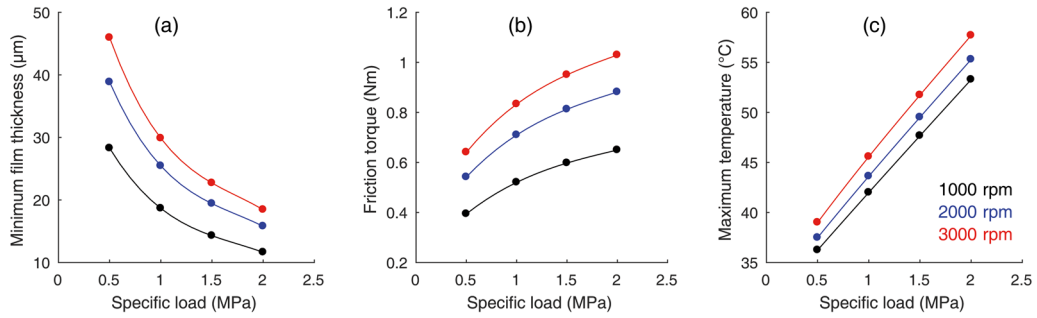 (a)
Minimum film thickness (μm)
50
40
30
20
10
0
0.5
1
1.5
2
2.5
Specific load (MPa)
(b)
Friction torque (Nm)
1.2
1
0.8
0.6
0.4
0.2
0
0.5
1
1.5
2
2.5
Specific load (MPa)
(c)
Maximum temperature (°C)
60
55
50
45
40
35
0
0.5
1
1.5
2
2.5
Specific load (MPa)
1000 rpm
2000 rpm
3000 rpm